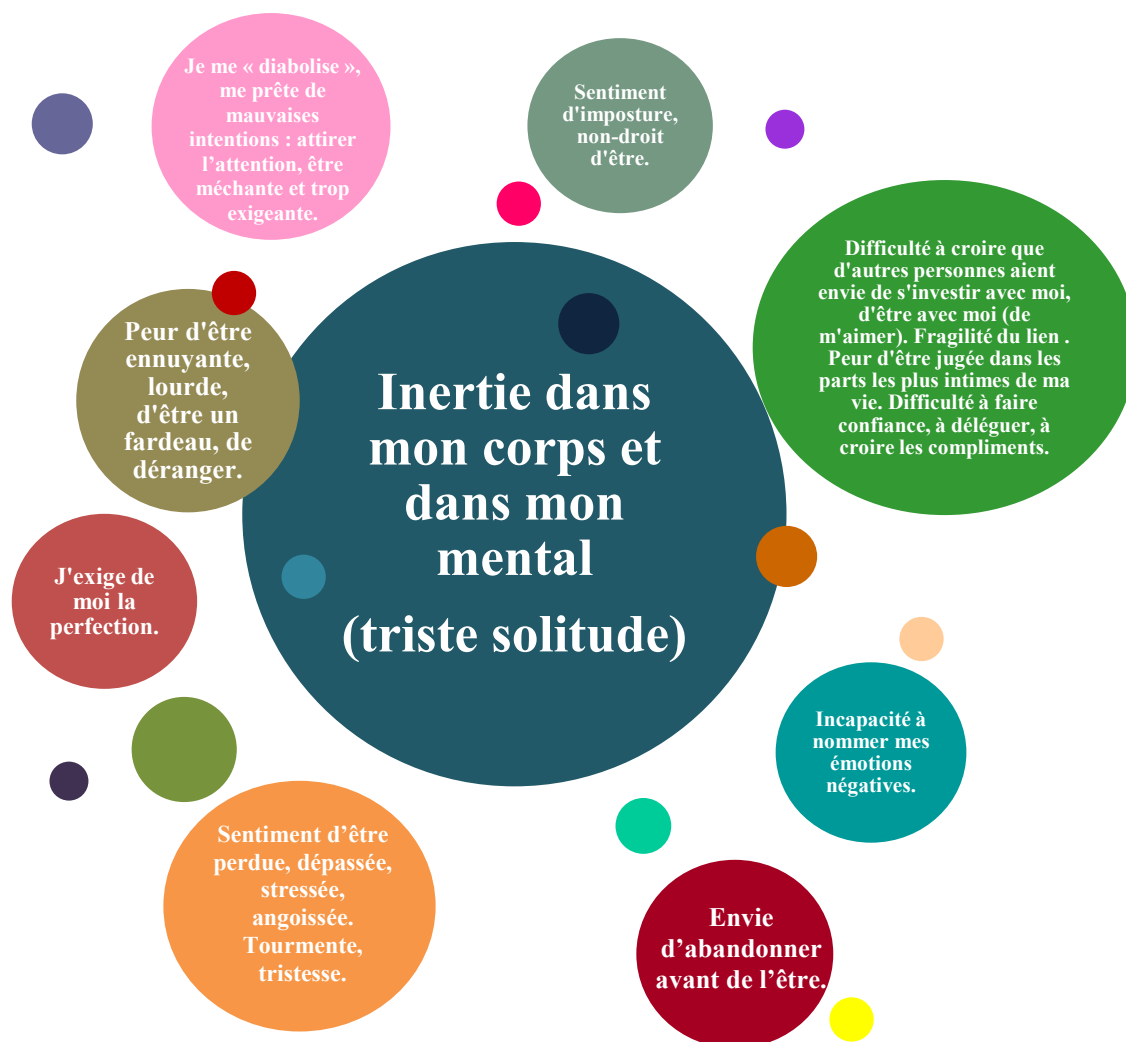 Je me « diabolise »,
me prête de
mauvaises
intentions : attirer
l’attention, être
méchante et trop
exigeante.
Sentiment
d'imposture,
non-droit
d'être.
Difficulté à croire que
d'autres personnes aient
envie de s'investir avec moi,
d'être avec moi (de
m'aimer). Fragilité du lien .
Peur d'être jugée dans les
parts les plus intimes de ma
vie. Difficulté à faire
confiance, à déléguer, à
croire les compliments.
Peur d'être
ennuyante,
lourde,
d'être un
fardeau, de
déranger.
Inertie dans
mon corps et
dans mon
mental
(triste solitude)
J'exige de
moi la
perfection.
Incapacité à
nommer mes
émotions
négatives.
Sentiment d’être
perdue, dépassée,
stressée,
angoissée.
Tourmente,
tristesse.
Envie
d’abandonner
avant de l’être.